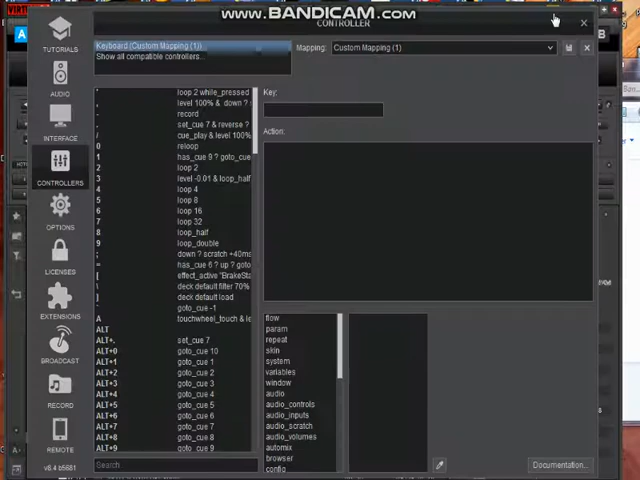 www.BANDICAM.com
CONTROLLER
TUTORIALS
AUDIO
INTERFACE
CONTROLLERS
OPTIONS
LICENSES
EXTENSIONS
BROADCAST
RECORD
REMOTE
v8.4 b5681
Keyboard (Custom Mapping (1))
Show all compatible controllers...
Mapping: Custom Mapping (1)
' loop 2 while_pressed
, level 100% & down ?
- record
. set_cue 7 & reverse ?
/ cue_play & level 100%
0 reloop
1 has_cue 9 ? goto_cue
2 loop 2
3 level -0.01 & loop_half
4 loop 4
5 loop 8
6 loop 16
7 loop 32
8 loop_half
9 loop_double
; down ? scratch +40ms
= has_cue 6 ? up ? goto
[ effect_active "BrakeSta
\ deck default filter 70%
] deck default load
` goto_cue -1
A touchwheel_touch & le
ALT
ALT+, set_cue 7
ALT+0 goto_cue 10
ALT+1 goto_cue 1
ALT+2 goto_cue 2
ALT+3 goto_cue 3
ALT+4 goto_cue 4
ALT+5 goto_cue 5
ALT+6 goto_cue 6
ALT+7 goto_cue 7
ALT+8 goto_cue 8
ALT+9 goto_cue 9
Search
Key:
Action:
flow
param
repeat
skin
system
variables
window
audio
audio_controls
audio_inputs
audio_scratch
audio_volumes
automix
browser
config
Documentation...
A
B